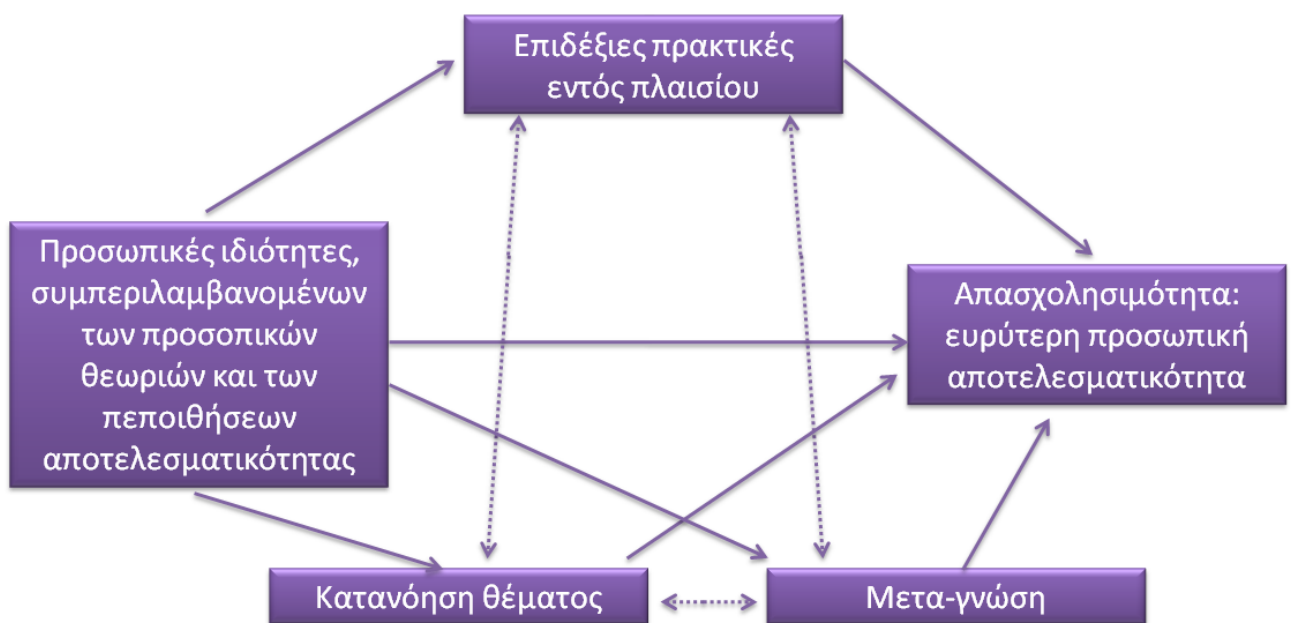 Επιδέξιες πρακτικές
εντός πλαισίου
Προσωπικές ιδιότητες,
συμπεριλαμβανομένων
των προσοπικών
θεωριών και των
πεποιθήσεων
αποτελεσματικότητας
Απασχολησιμότητα:
ευρύτερη προσωπική
αποτελεσματικότητα
Κατανόηση θέματος
Μετα-γνώση